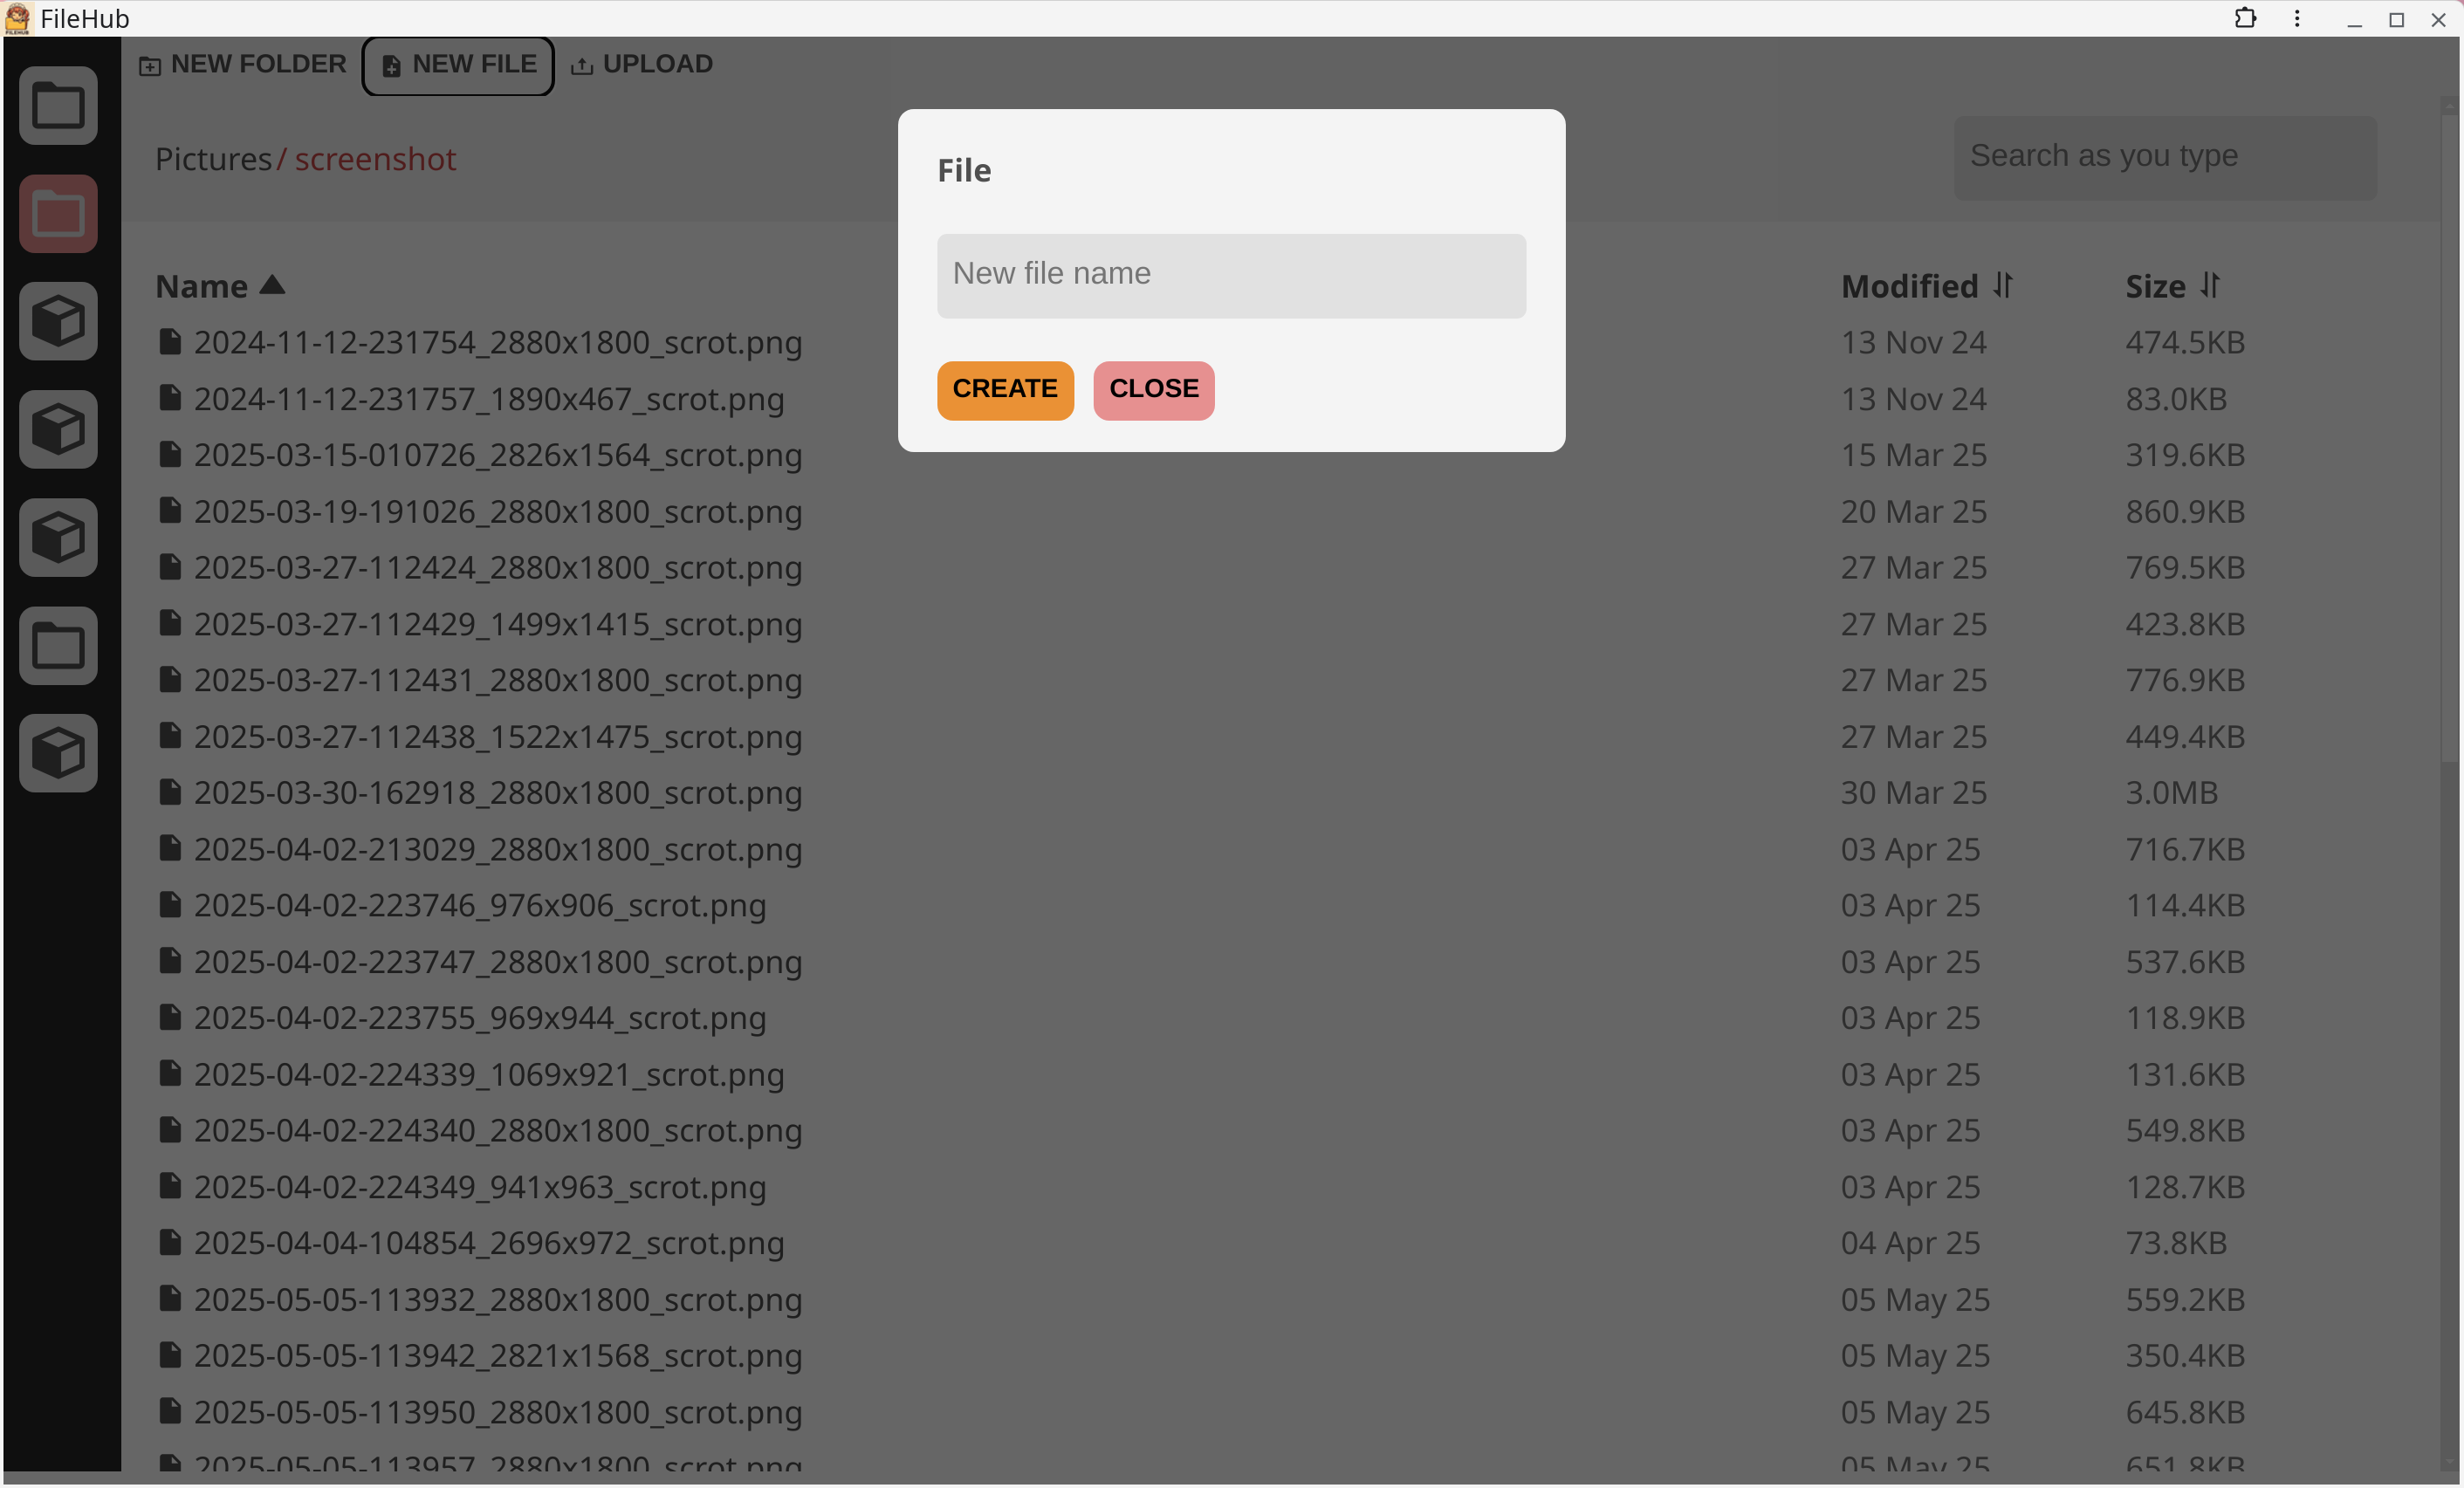 FileHub
NEW FOLDER NEW FILE UPLOAD
Pictures / screenshot
Search as you type
File
New file name
CREATE CLOSE
Name Modified Size
2024-11-12-231754_2880x1800_scrot.png 13 Nov 24 474.5KB
2024-11-12-231757_1890x467_scrot.png 13 Nov 24 83.0KB
2025-03-15-010726_2826x1564_scrot.png 15 Mar 25 319.6KB
2025-03-19-191026_2880x1800_scrot.png 20 Mar 25 860.9KB
2025-03-27-112424_2880x1800_scrot.png 27 Mar 25 769.5KB
2025-03-27-112429_1499x1415_scrot.png 27 Mar 25 423.8KB
2025-03-27-112431_2880x1800_scrot.png 27 Mar 25 776.9KB
2025-03-27-112438_1522x1475_scrot.png 27 Mar 25 449.4KB
2025-03-30-162918_2880x1800_scrot.png 30 Mar 25 3.0MB
2025-04-02-213029_2880x1800_scrot.png 03 Apr 25 716.7KB
2025-04-02-223746_976x906_scrot.png 03 Apr 25 114.4KB
2025-04-02-223747_2880x1800_scrot.png 03 Apr 25 537.6KB
2025-04-02-223755_969x944_scrot.png 03 Apr 25 118.9KB
2025-04-02-224339_1069x921_scrot.png 03 Apr 25 131.6KB
2025-04-02-224340_2880x1800_scrot.png 03 Apr 25 549.8KB
2025-04-02-224349_941x963_scrot.png 03 Apr 25 128.7KB
2025-04-04-104854_2696x972_scrot.png 04 Apr 25 73.8KB
2025-05-05-113932_2880x1800_scrot.png 05 May 25 559.2KB
2025-05-05-113942_2821x1568_scrot.png 05 May 25 350.4KB
2025-05-05-113950_2880x1800_scrot.png 05 May 25 645.8KB
2025-05-05-113957_2880x1800_scrot.png 05 May 25 651.8KB